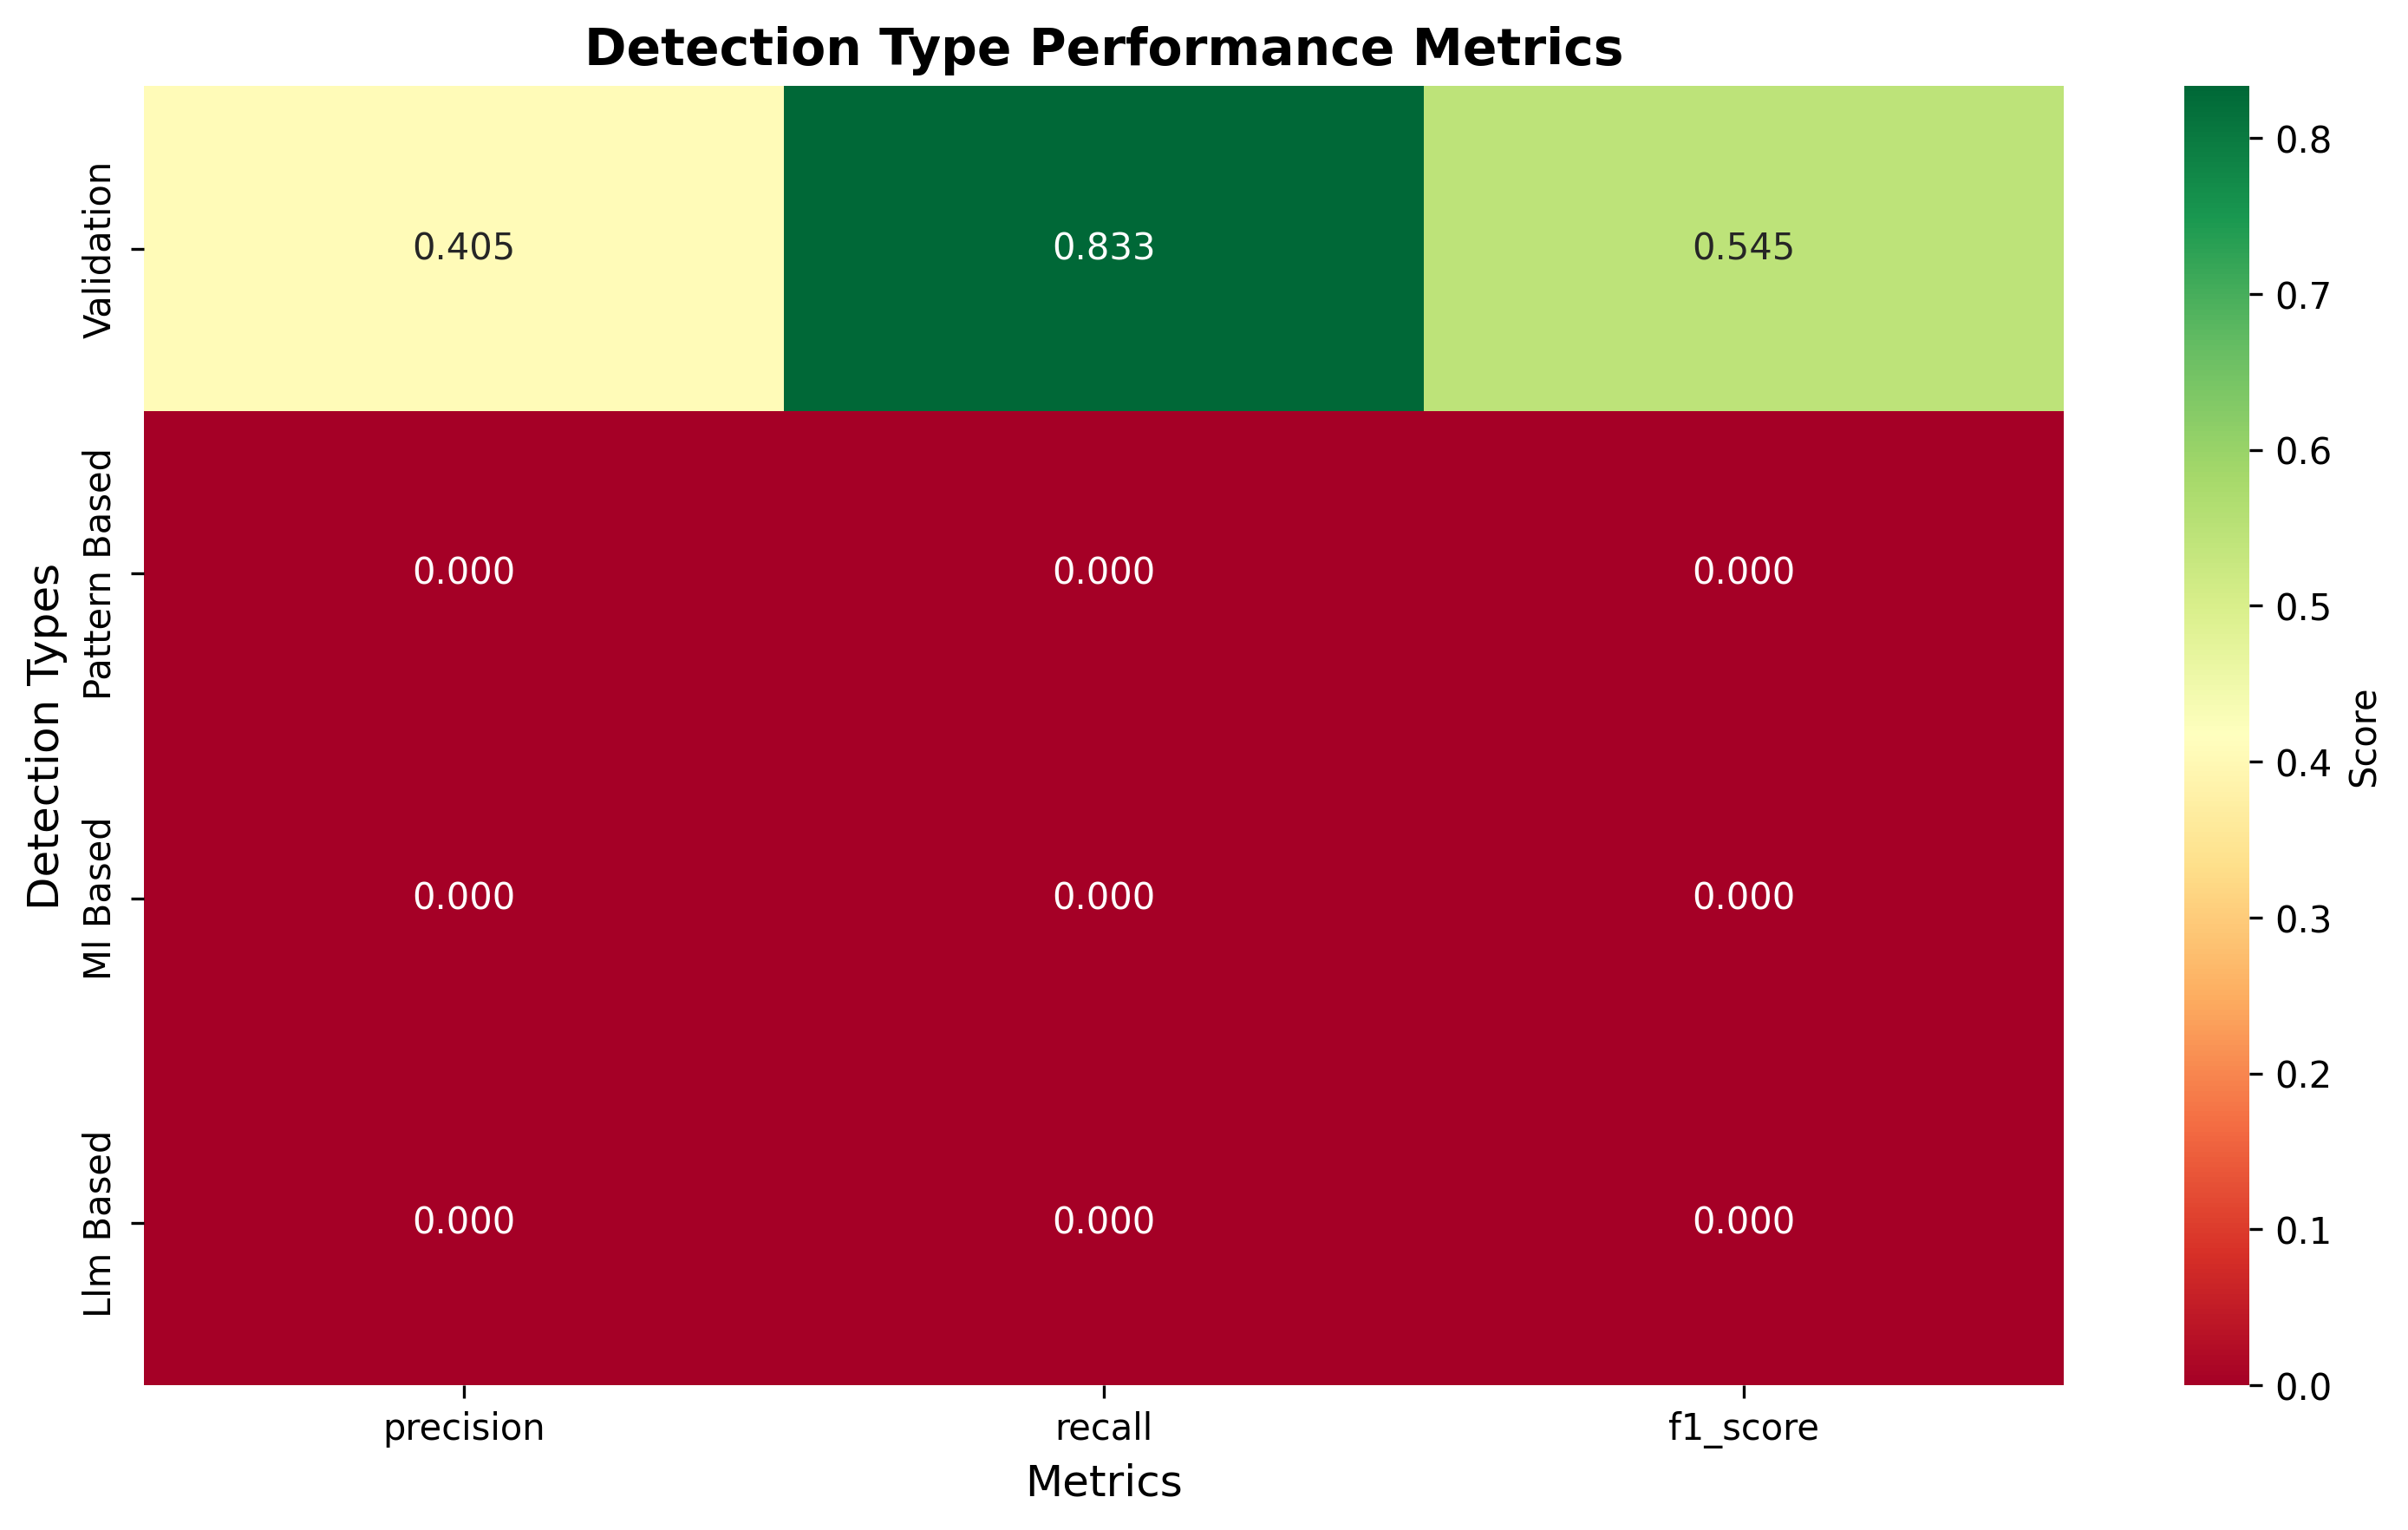 Detection Type Performance Metrics
Detection Types
Validation
0.405 0.833 0.545
Pattern Based
0.000 0.000 0.000
Ml Based
0.000 0.000 0.000
Llm Based
0.000 0.000 0.000
precision recall f1_score
Metrics
0.8
0.7
0.6
0.5
0.4
0.3
0.2
0.1
0.0
Score